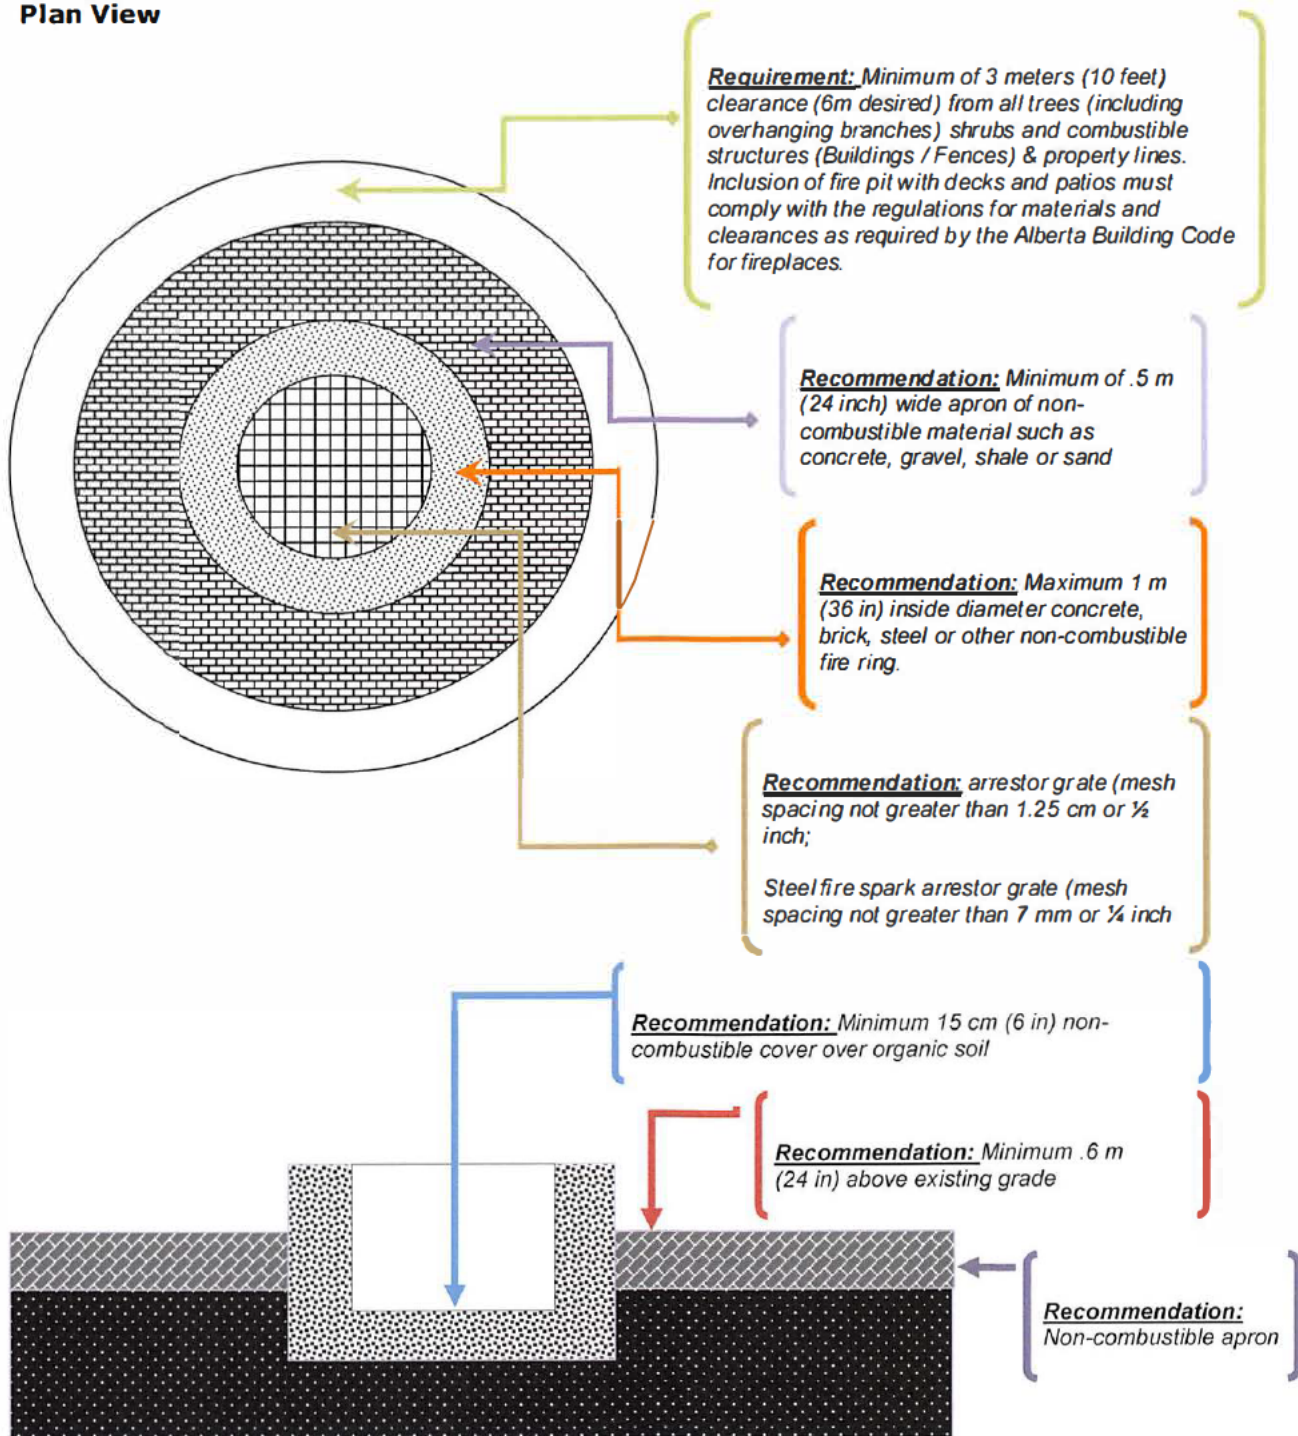 Plan View
Requirement: Minimum of 3 meters (10 feet)
clearance (6m desired) from all trees (including
overhanging branches) shrubs and combustible
structures (Buildings / Fences) & property lines.
Inclusion of fire pit with decks and patios must
comply with the regulations for materials and
clearances as required by the Alberta Building Code
for fireplaces.
Recommendation: Minimum of .5 m
(24 inch) wide apron of non-
combustible material such as
concrete, gravel, shale or sand
Recommendation: Maximum 1 m
(36 in) inside diameter concrete,
brick, steel or other non-combustible
fire ring.
Recommendation: arrestor grate (mesh
spacing not greater than 1.25 cm or ½
inch;
Steel fire spark arrestor grate (mesh
spacing not greater than 7 mm or ¼ inch
Recommendation: Minimum 15 cm (6 in) non-
combustible cover over organic soil
Recommendation: Minimum .6 m
(24 in) above existing grade
Recommendation:
Non-combustible apron